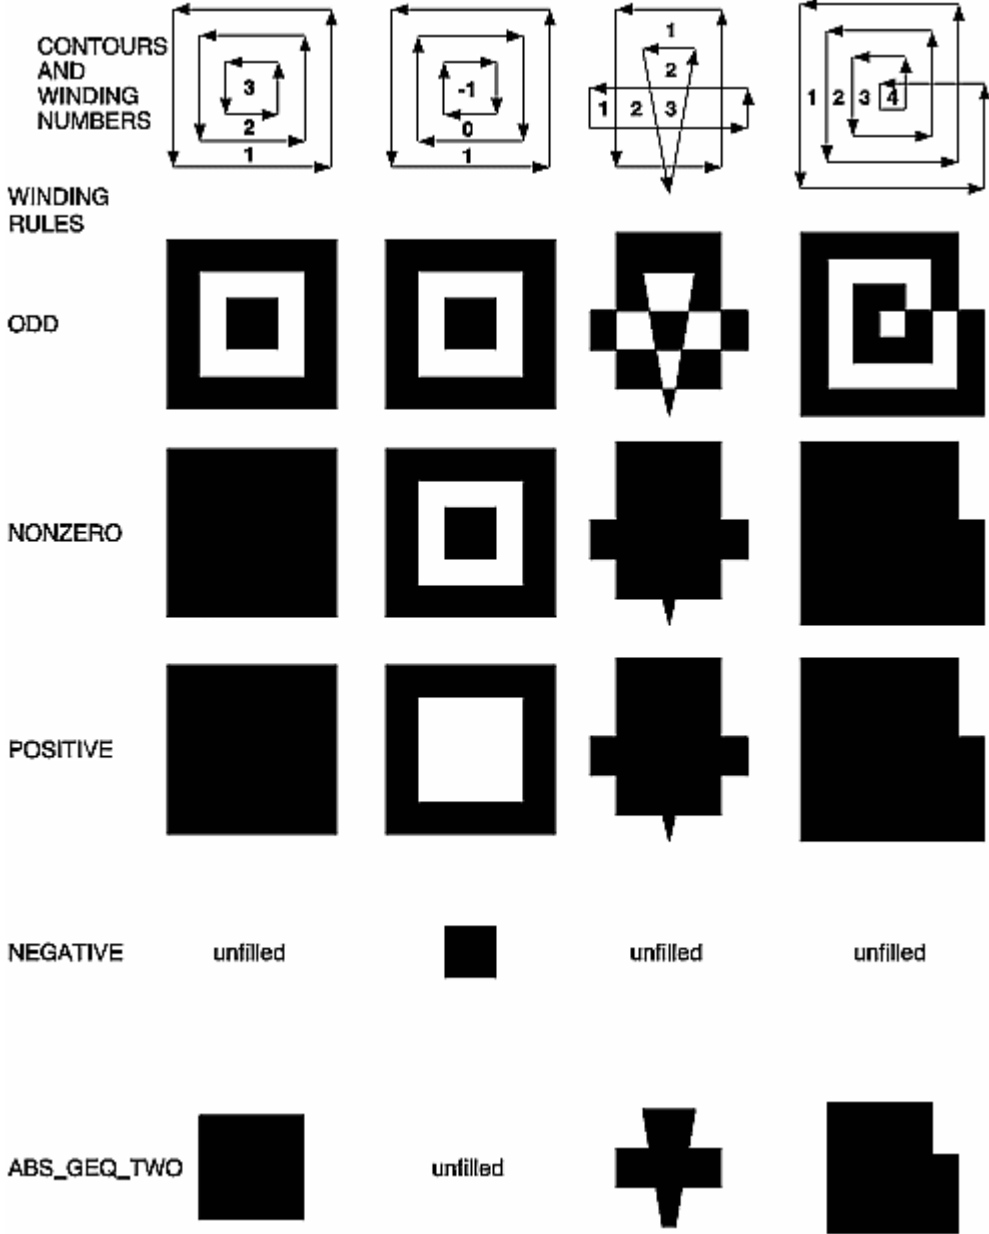 CONTOURS
AND
WINDING
NUMBERS
3
2
1
-1
0
1
1
2
1 2 3
1 2 3 4
WINDING
RULES
ODD
NONZERO
POSITIVE
NEGATIVE unfilled unfilled unfilled
ABS_GEQ_TWO unfilled